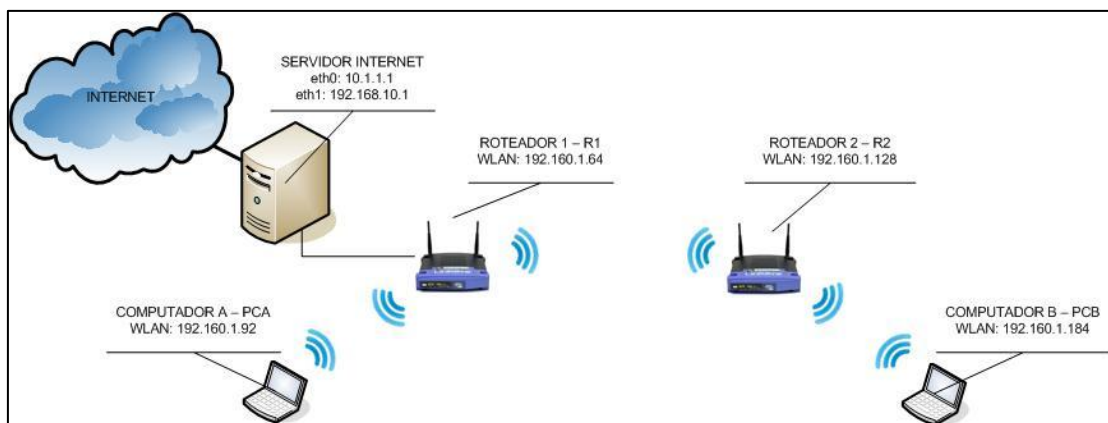 SERVIDOR INTERNET
eth0: 10.1.1.1
eth1: 192.168.10.1
INTERNET
ROTEADOR 1 – R1
WLAN: 192.160.1.64
ROTEADOR 2 – R2
WLAN: 192.160.1.128
COMPUTADOR A – PCA
WLAN: 192.160.1.92
COMPUTADOR B – PCB
WLAN: 192.160.1.184